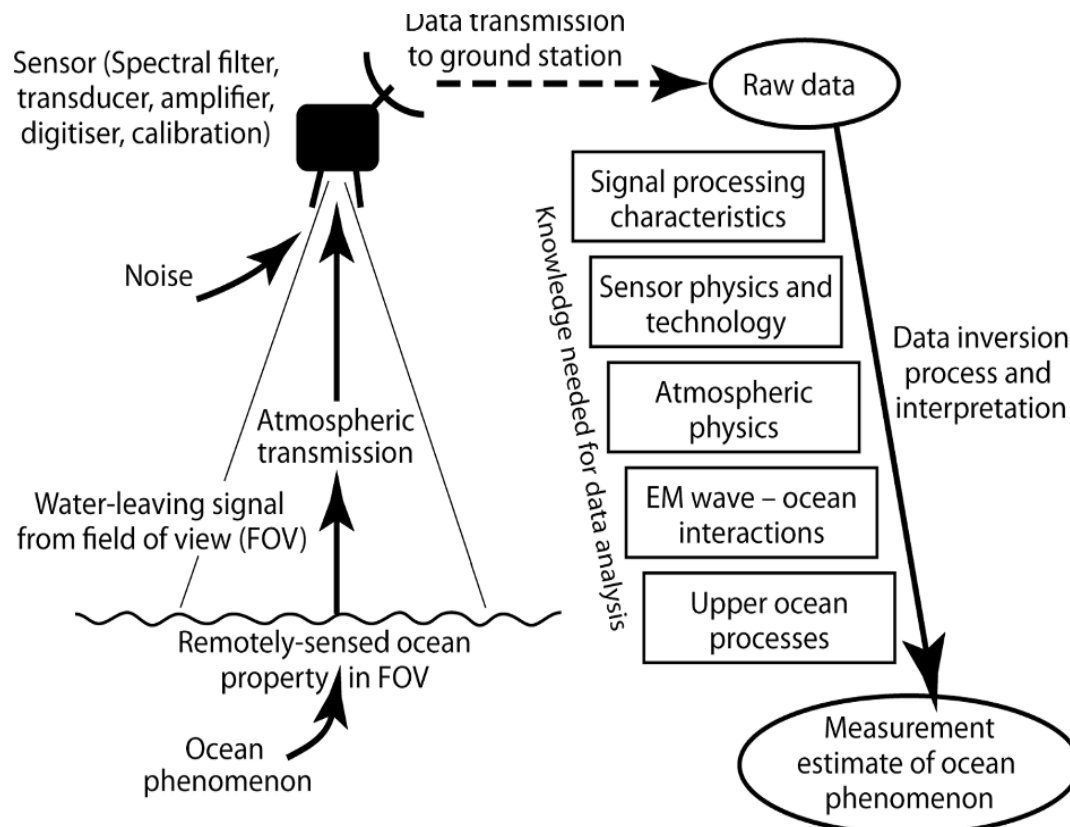 Data transmission
to ground station
Sensor (Spectral filter,
transducer, amplifier,
digitiser, calibration)
Raw data
Noise
Atmospheric
transmission
Water-leaving signal
from field of view (FOV)
Remotely-sensed ocean
property in FOV
Ocean
phenomenon
Knowledge needed for data analysis
Signal processing
characteristics
Sensor physics and
technology
Atmospheric
physics
EM wave – ocean
interactions
Upper ocean
processes
Data inversion
process and
interpretation
Measurement
estimate of ocean
phenomenon